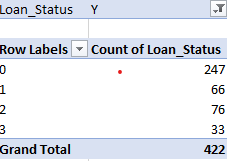 Loan_Status Y
Row Labels Count of Loan_Status
0 247
1 66
2 76
3 33
Grand Total 422